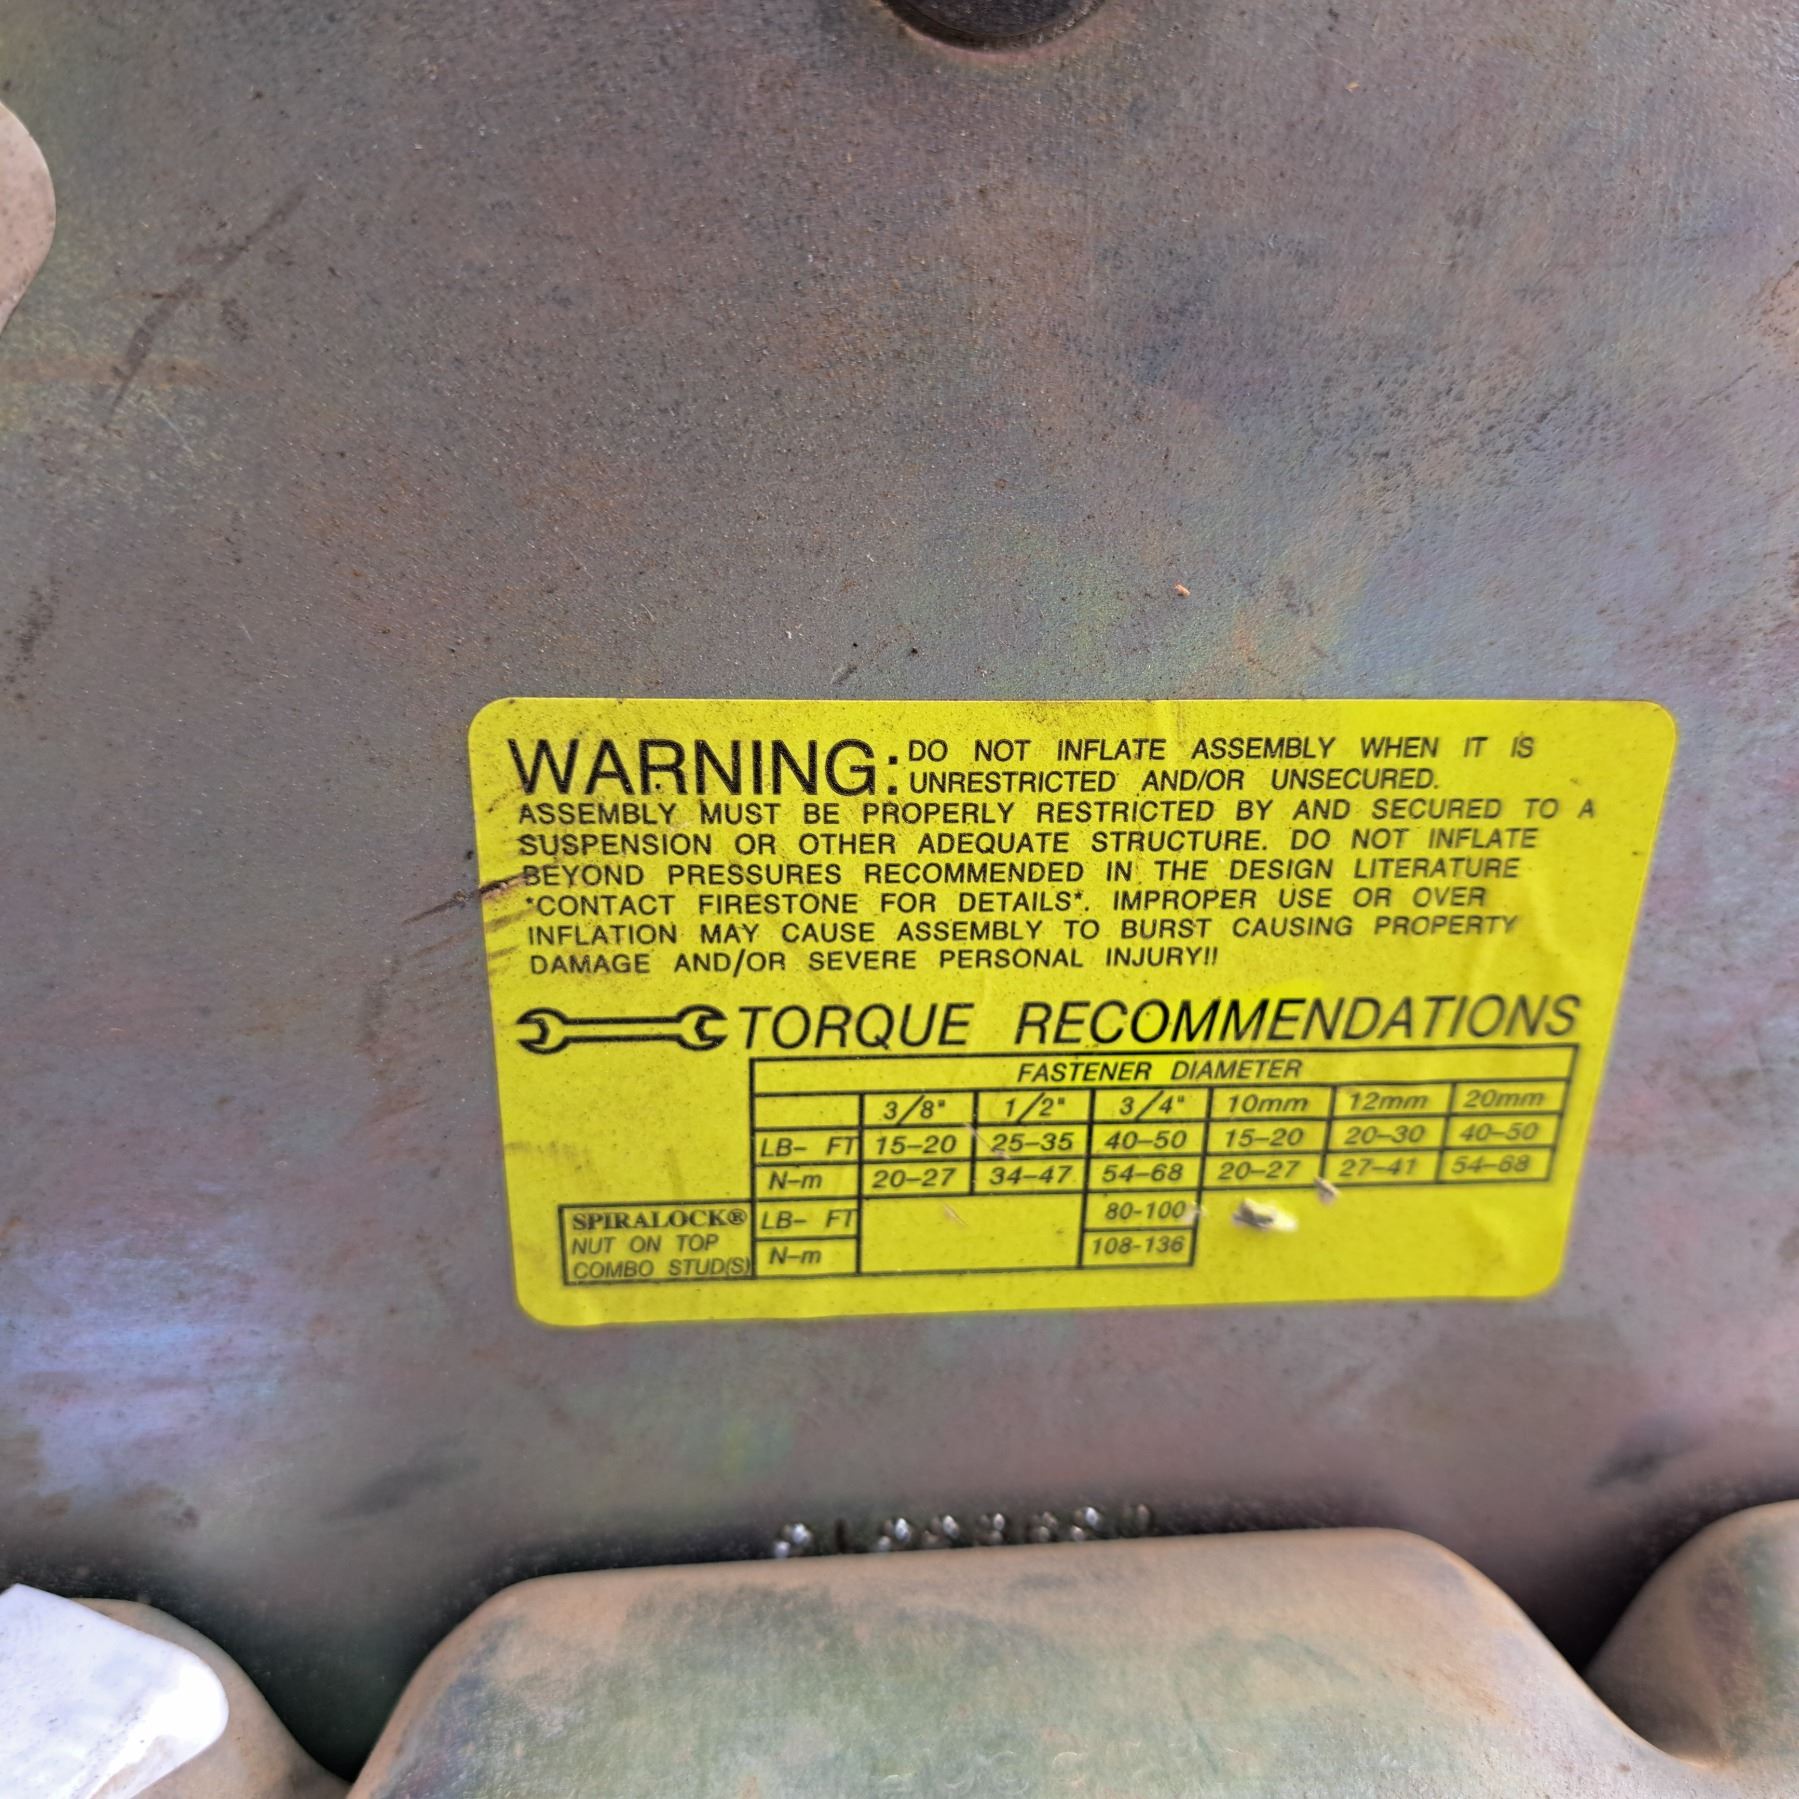 WARNING: DO NOT INFLATE ASSEMBLY WHEN IT IS
UNRESTRICTED AND/OR UNSECURED.
ASSEMBLY MUST BE PROPERLY RESTRICTED BY AND SECURED TO A
SUSPENSION OR OTHER ADEQUATE STRUCTURE. DO NOT INFLATE
BEYOND PRESSURES RECOMMENDED IN THE DESIGN LITERATURE
*CONTACT FIRESTONE FOR DETAILS*. IMPROPER USE OR OVER
INFLATION MAY CAUSE ASSEMBLY TO BURST CAUSING PROPERTY
DAMAGE AND/OR SEVERE PERSONAL INJURY!!
TORQUE RECOMMENDATIONS
FASTENER DIAMETER
3/8" 1/2" 3/4" 10mm 12mm 20mm
LB- FT 15-20 25-35 40-50 15-20 20-30 40-50
N-m 20-27 34-47 54-68 20-27 27-41 54-68
SPIRALOCK® LB- FT 80-100
NUT ON TOP
COMBO STUD(S) N-m 108-136